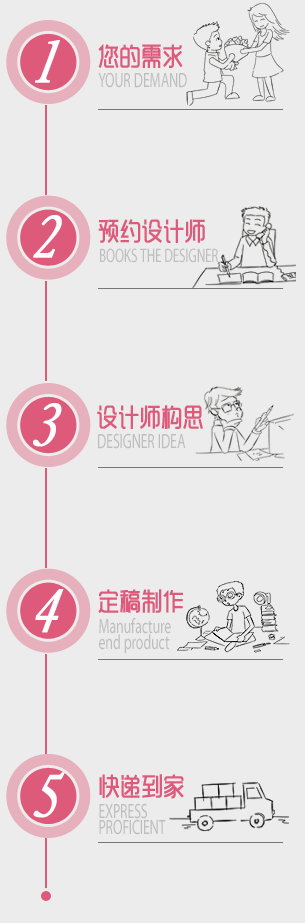 1
您的需求
YOUR DEMAND
2
预约设计师
BOOKS THE DESIGNER
3
设计师构思
DESIGNER IDEA
4
定稿制作
Manufacture
end product
5
快递到家
EXPRESS
PROFICIENT